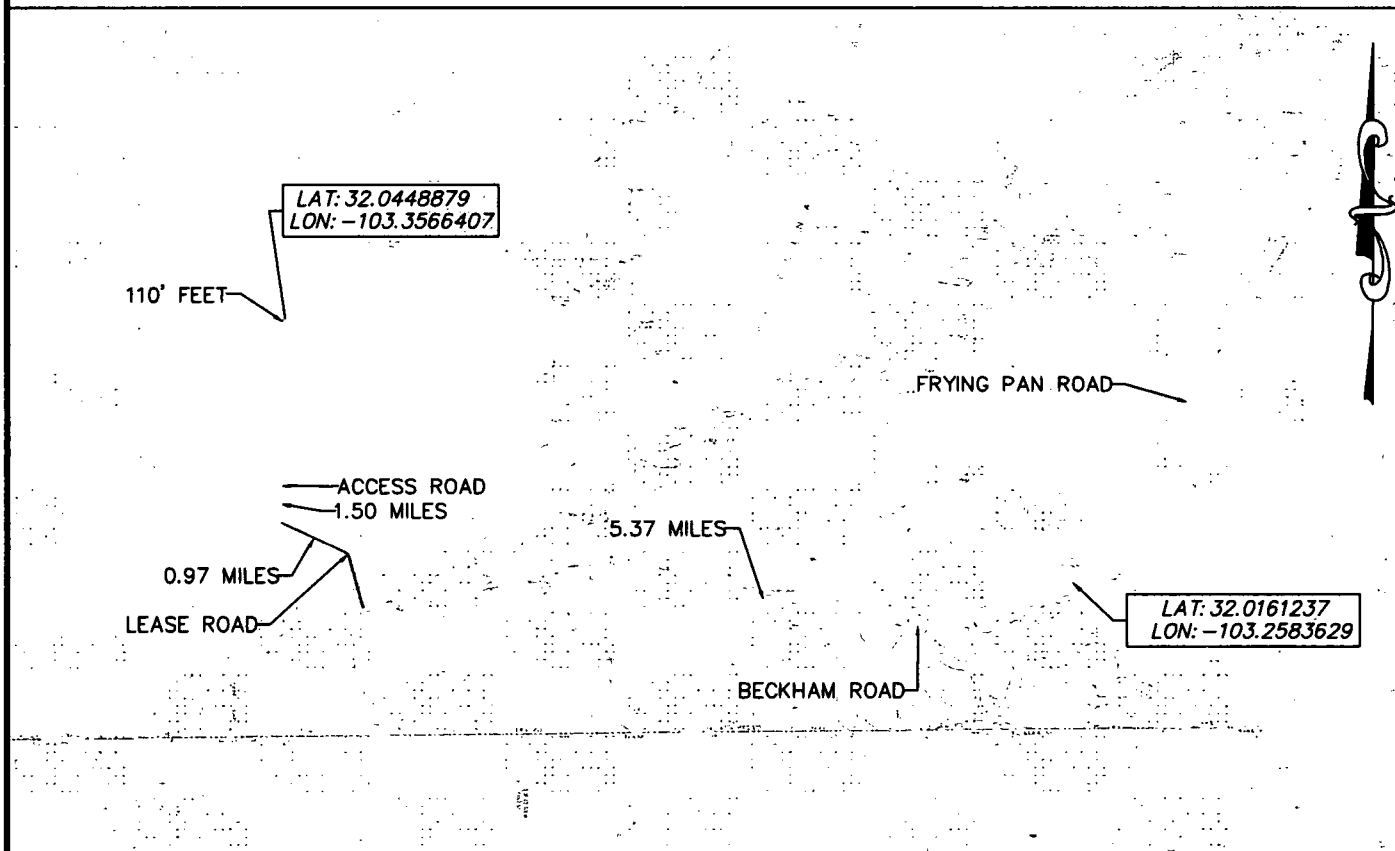 LAT: 32.0448879
LON: -103.3566407
110' FEET
FRYING PAN ROAD
ACCESS ROAD
1.50 MILES
5.37 MILES
0.97 MILES
LEASE ROAD
LAT: 32.0161237
LON: -103.2583629
BECKHAM ROAD